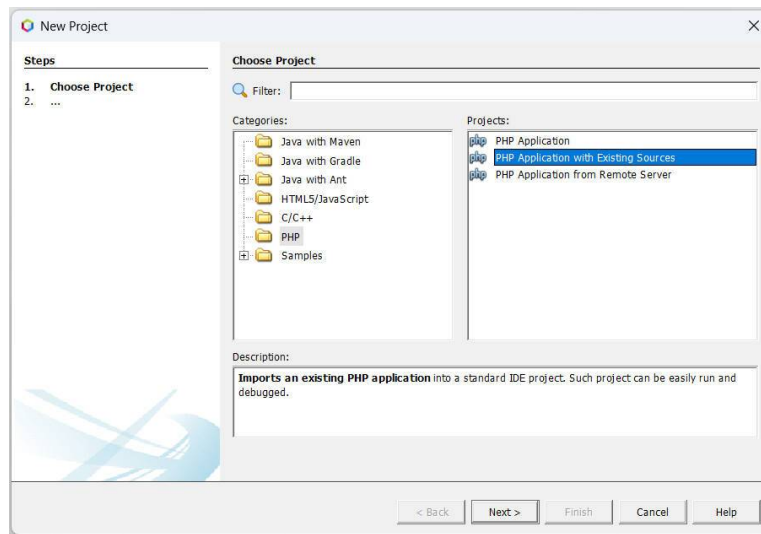 New Project
Steps
1. Choose Project
2. ...
Choose Project
Filter:
Categories:
Java with Maven
Java with Gradle
Java with Ant
HTML5/JavaScript
C/C++
PHP
Samples
Projects:
php PHP Application
php PHP Application with Existing Sources
php PHP Application from Remote Server
Description:
Imports an existing PHP application into a standard IDE project. Such project can be easily run and
debugged.
< Back Next > Finish Cancel Help